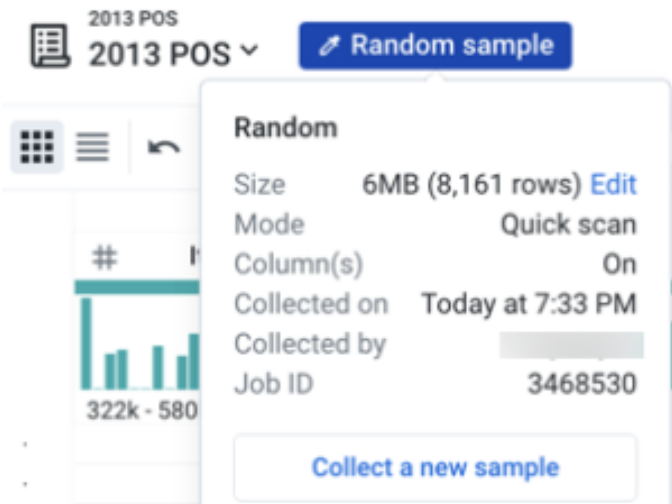 2013 POS
2013 POS
Random sample
Random
Size 6MB (8,161 rows) Edit
Mode Quick scan
Column(s) On
Collected on Today at 7:33 PM
Collected by
Job ID 3468530
#
322k - 580
Collect a new sample